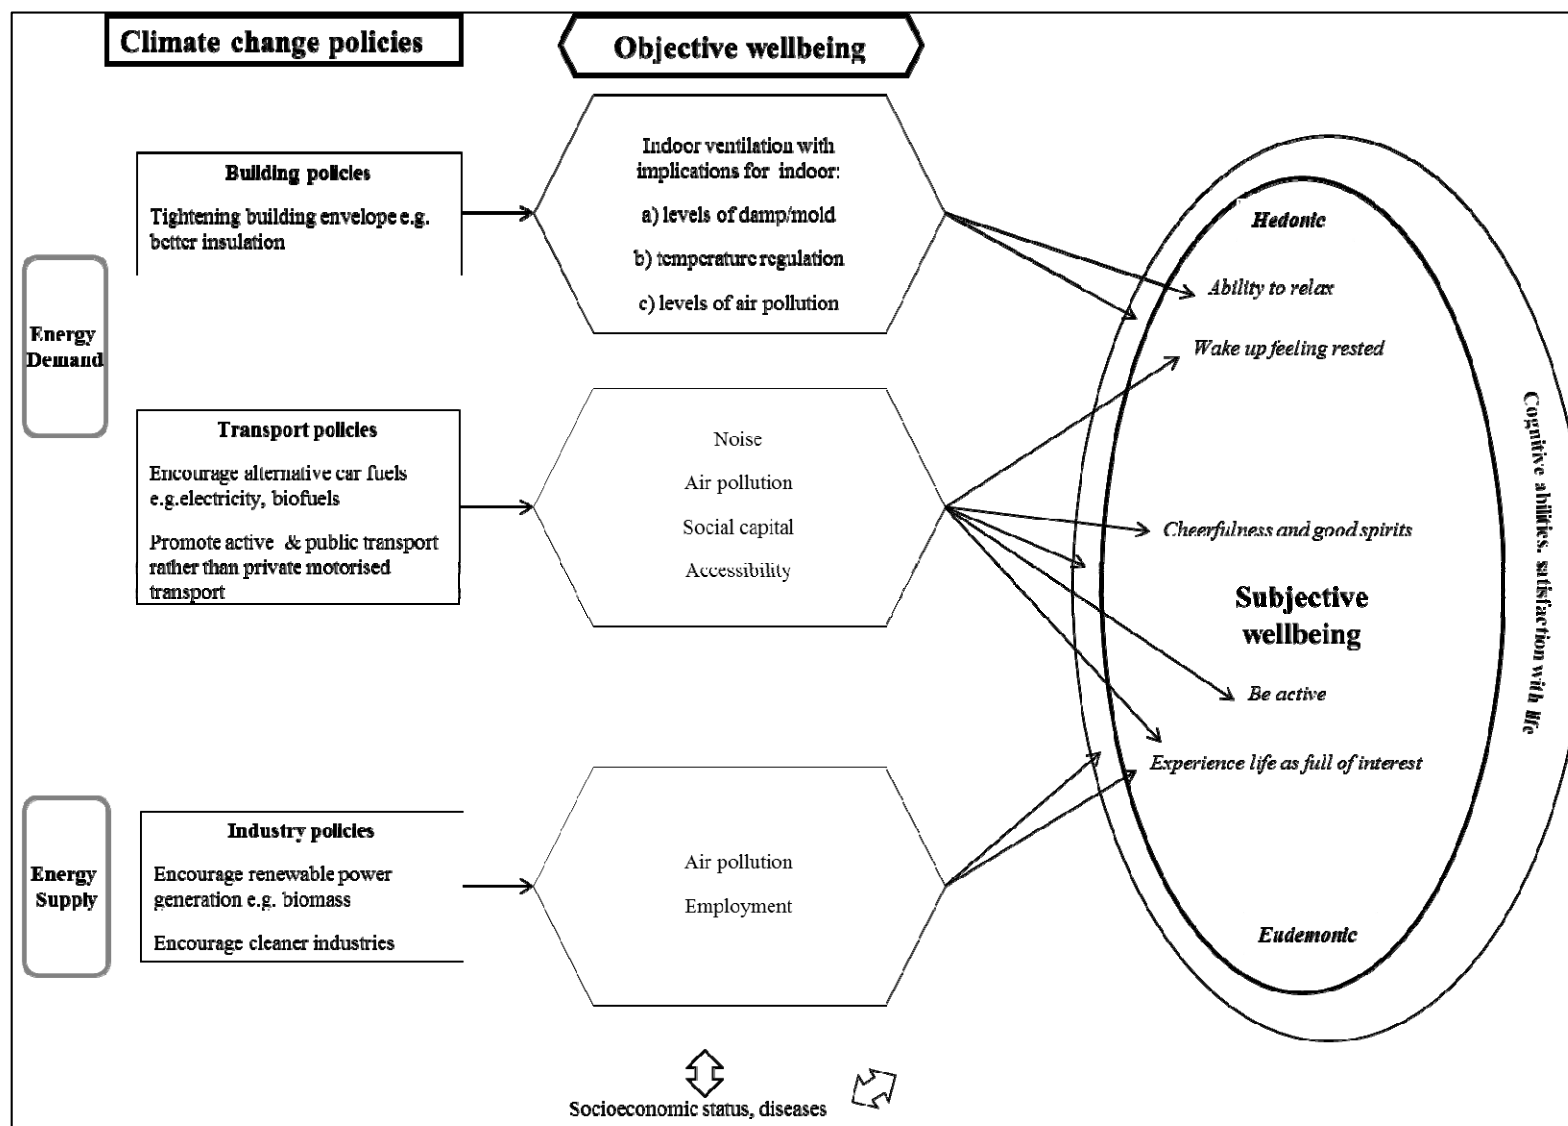 Climate change policies
Objective wellbeing
Energy
Demand
Building policies
Tightening building envelope e.g.
better insulation
Indoor ventilation with
implications for indoor:
a) levels of damp/mold
b) temperature regulation
c) levels of air pollution
Transport policies
Encourage alternative car fuels
e.g.electricity, biofuels
Promote active & public transport
rather than private motorised
transport
Noise
Air pollution
Social capital
Accessibility
Energy
Supply
Industry policies
Encourage renewable power
generation e.g. biomass
Encourage cleaner industries
Air pollution
Employment
Hedonic
Ability to relax
Wake up feeling rested
Cheerfulness and good spirits
Subjective
wellbeing
Be active
Experience life as full of interest
Eudemonic
Cognitive abilities, satisfaction with life
Socioeconomic status, diseases